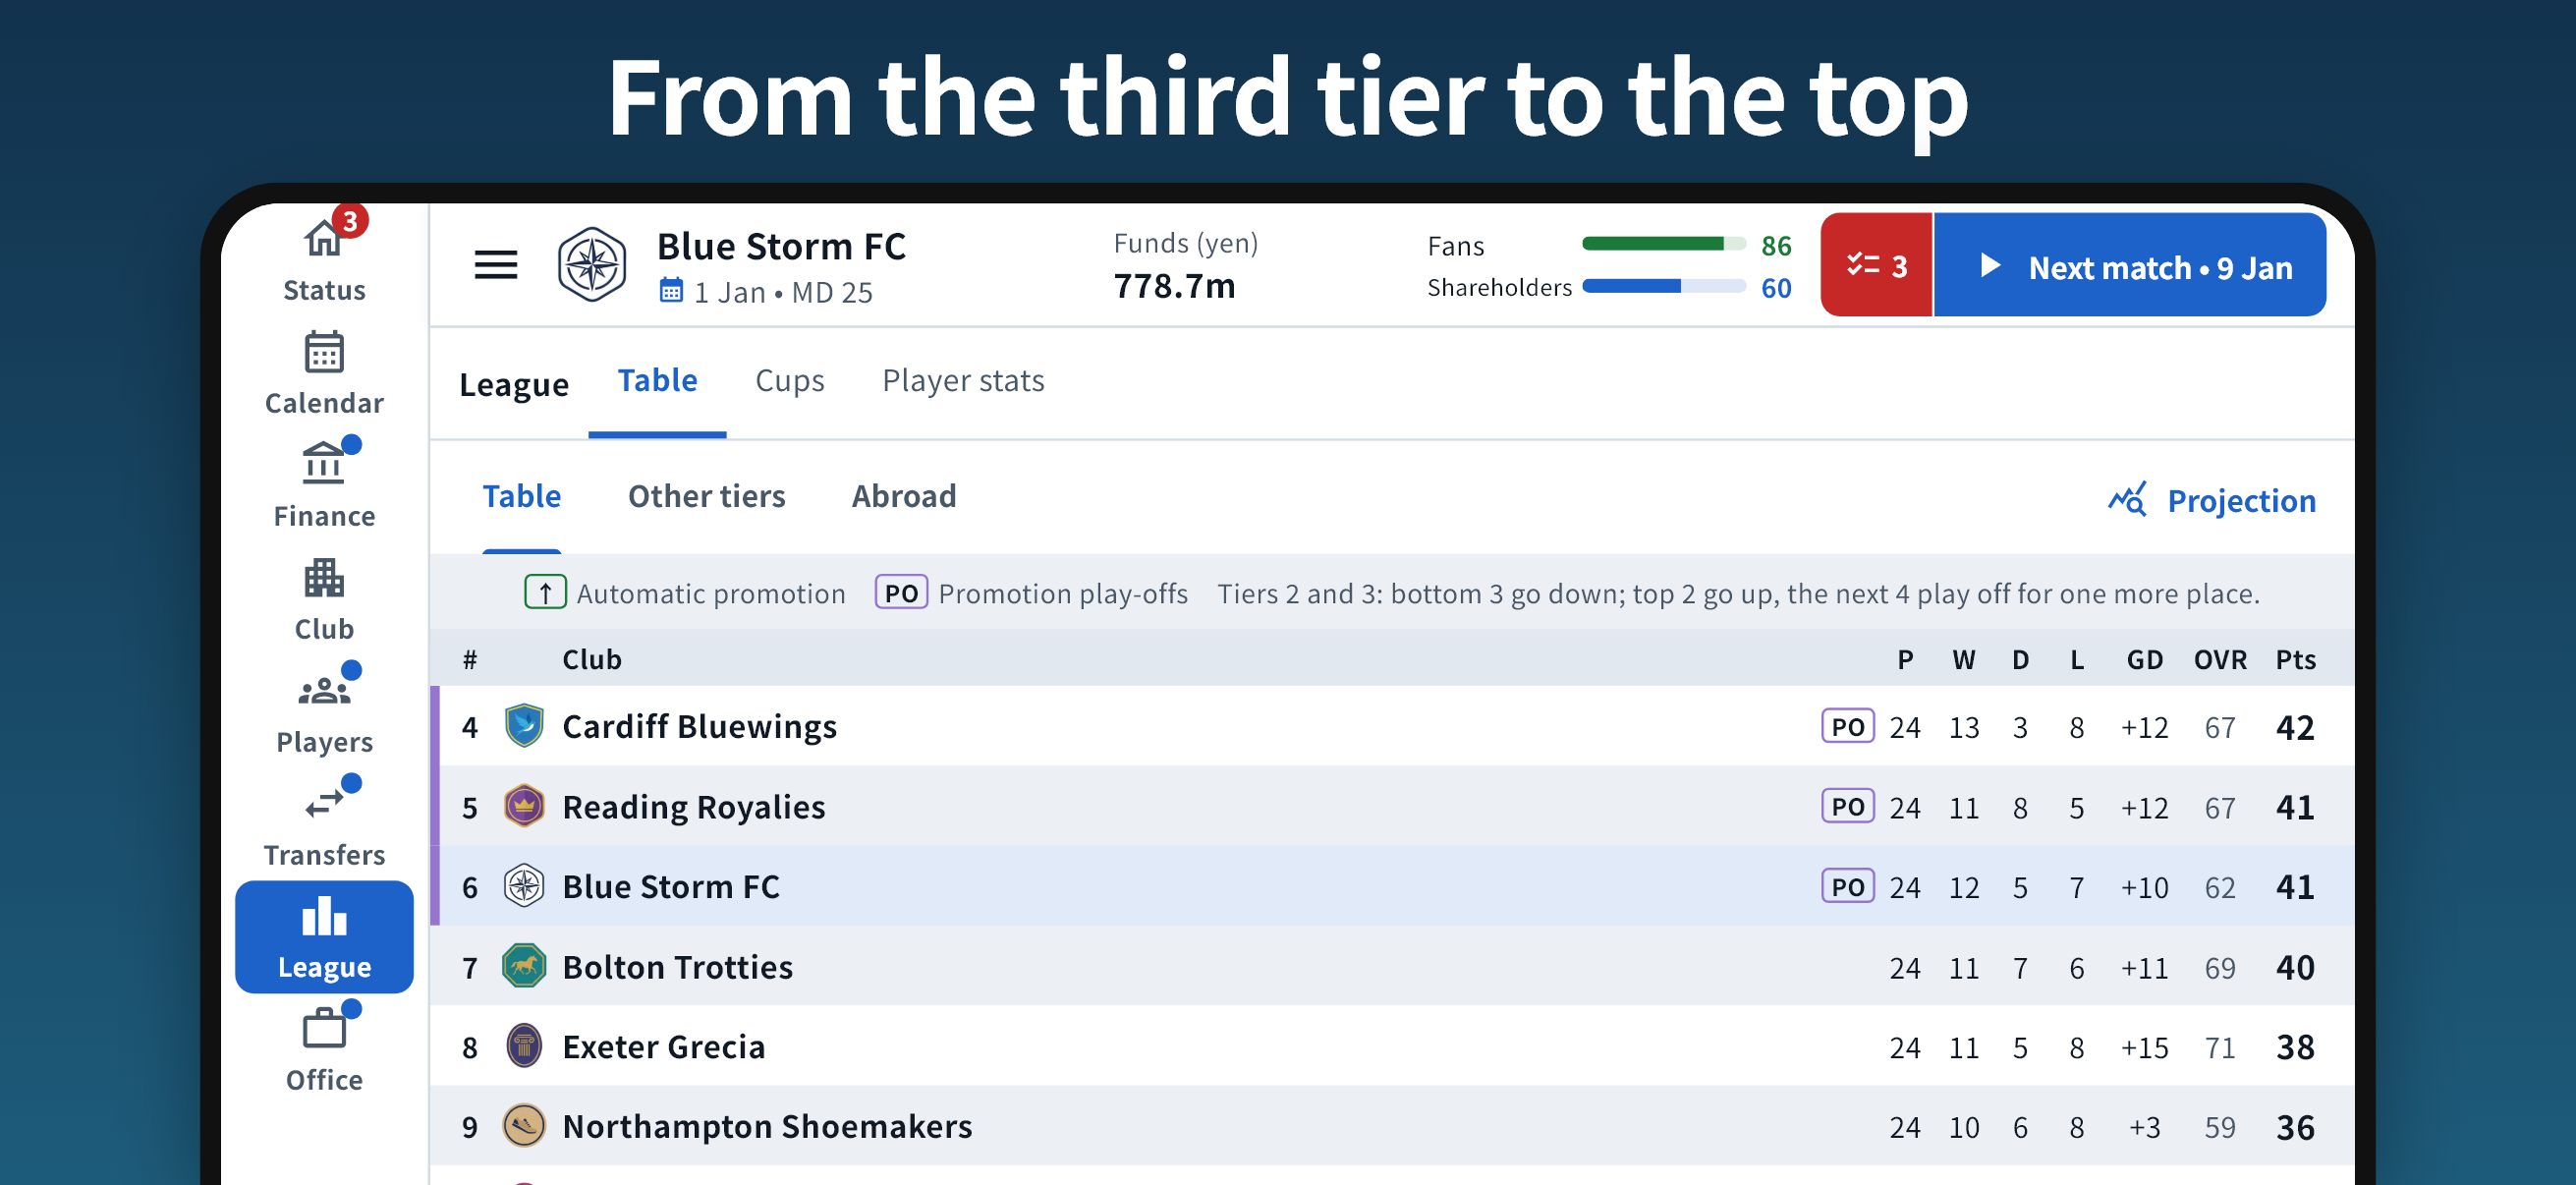 From the third tier to the top
3
Status
Calendar
Finance
Club
Players
Transfers
League
Office
Blue Storm FC
1 Jan • MD 25
Funds (yen)
778.7m
Fans 86
Shareholders 60
3
Next match • 9 Jan
League Table Cups Player stats
Table Other tiers Abroad Projection
↑ Automatic promotion PO Promotion play-offs Tiers 2 and 3: bottom 3 go down; top 2 go up, the next 4 play off for one more place.
# Club P W D L GD OVR Pts
4 Cardiff Bluewings PO 24 13 3 8 +12 67 42
5 Reading Royalies PO 24 11 8 5 +12 67 41
6 Blue Storm FC PO 24 12 5 7 +10 62 41
7 Bolton Trotties 24 11 7 6 +11 69 40
8 Exeter Grecia 24 11 5 8 +15 71 38
9 Northampton Shoemakers 24 10 6 8 +3 59 36